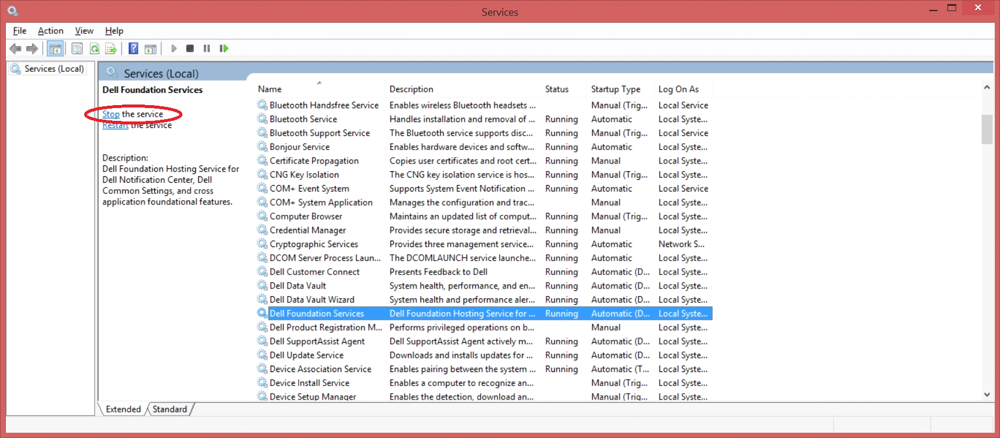 Services
File Action View Help
Services (Local)
Services (Local)
Dell Foundation Services
Stop the service
Restart the service
Description:
Dell Foundation Hosting Service for
Dell Notification Center, Dell
Common Settings, and cross
application foundational features.
Name Description Status Startup Type Log On As
Bluetooth Handsfree Service Enables wireless Bluetooth headsets ... Manual (Trig... Local Service
Bluetooth Service Handles installation and removal of ... Running Automatic Local Syste...
Bluetooth Support Service The Bluetooth service supports disc... Running Manual (Trig... Local Service
Bonjour Service Enables hardware devices and softw... Running Automatic Local Syste...
Certificate Propagation Copies user certificates and root cert... Running Manual Local Syste...
CNG Key Isolation The CNG key isolation service is hos... Running Manual (Trig... Local Syste...
COM+ Event System Supports System Event Notification ... Running Automatic Local Service
COM+ System Application Manages the configuration and trac... Manual Local Syste...
Computer Browser Maintains an updated list of comput... Running Manual (Trig... Local Syste...
Credential Manager Provides secure storage and retrieval... Running Manual Local Syste...
Cryptographic Services Provides three management service... Running Automatic Network S...
DCOM Server Process Laun... The DCOMLAUNCH service launche... Running Automatic Local Syste...
Dell Customer Connect Presents Feedback to Dell Running Automatic (D... Local Syste...
Dell Data Vault System health, performance, and en... Running Automatic (D... Local Syste...
Dell Data Vault Wizard System health and performance aler... Running Automatic (D... Local Syste...
Dell Foundation Services Dell Foundation Hosting Service for ... Running Automatic (D... Local Syste...
Dell Product Registration M... Performs privileged operations on b... Manual Local Syste...
Dell SupportAssist Agent Dell SupportAssist Agent actively m... Running Automatic (D... Local Syste...
Dell Update Service Downloads and installs updates for ... Running Automatic (D... Local Syste...
Device Association Service Enables pairing between the system ... Running Automatic (T... Local Syste...
Device Install Service Enables a computer to recognize an... Manual (Trig... Local Syste...
Device Setup Manager Enables the detection, download an... Manual (Trig... Local Syste...
Extended Standard